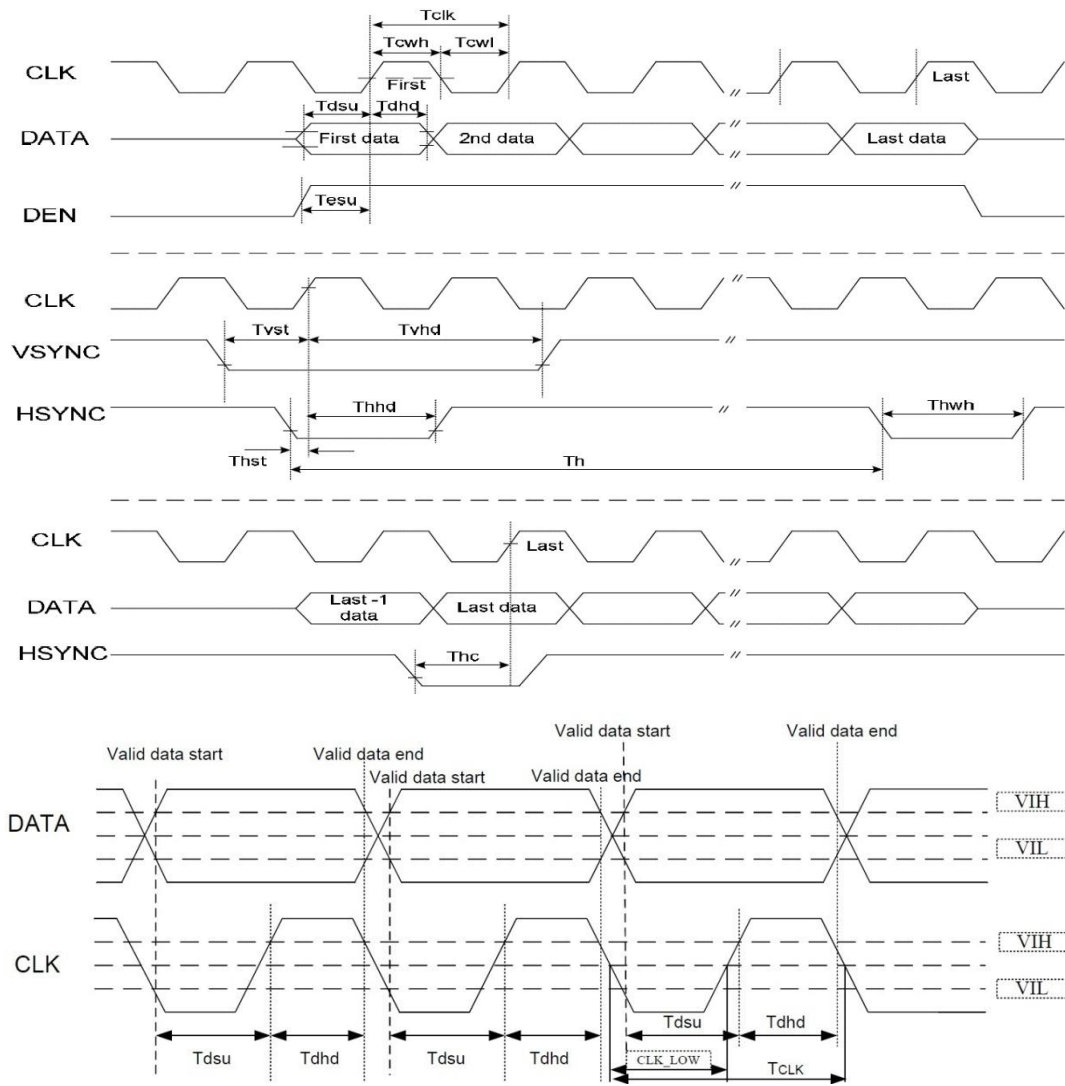 Tclk
Tcwh Tcwl
CLK First Last
Tdsu Tdhd
DATA First data 2nd data Last data
DEN Tesu
CLK
Tvst Tvhd
VSYNC
HSYNC Thhd Thwh
Thst Th
CLK Last
DATA Last -1 data Last data
HSYNC Thc
Valid data start Valid data end Valid data start Valid data end Valid data start Valid data end
DATA VIH
VIL
CLK VIH
VIL
Tdsu Tdhd Tdsu Tdhd Tdsu Tdhd
CLK_LOW
TCLK